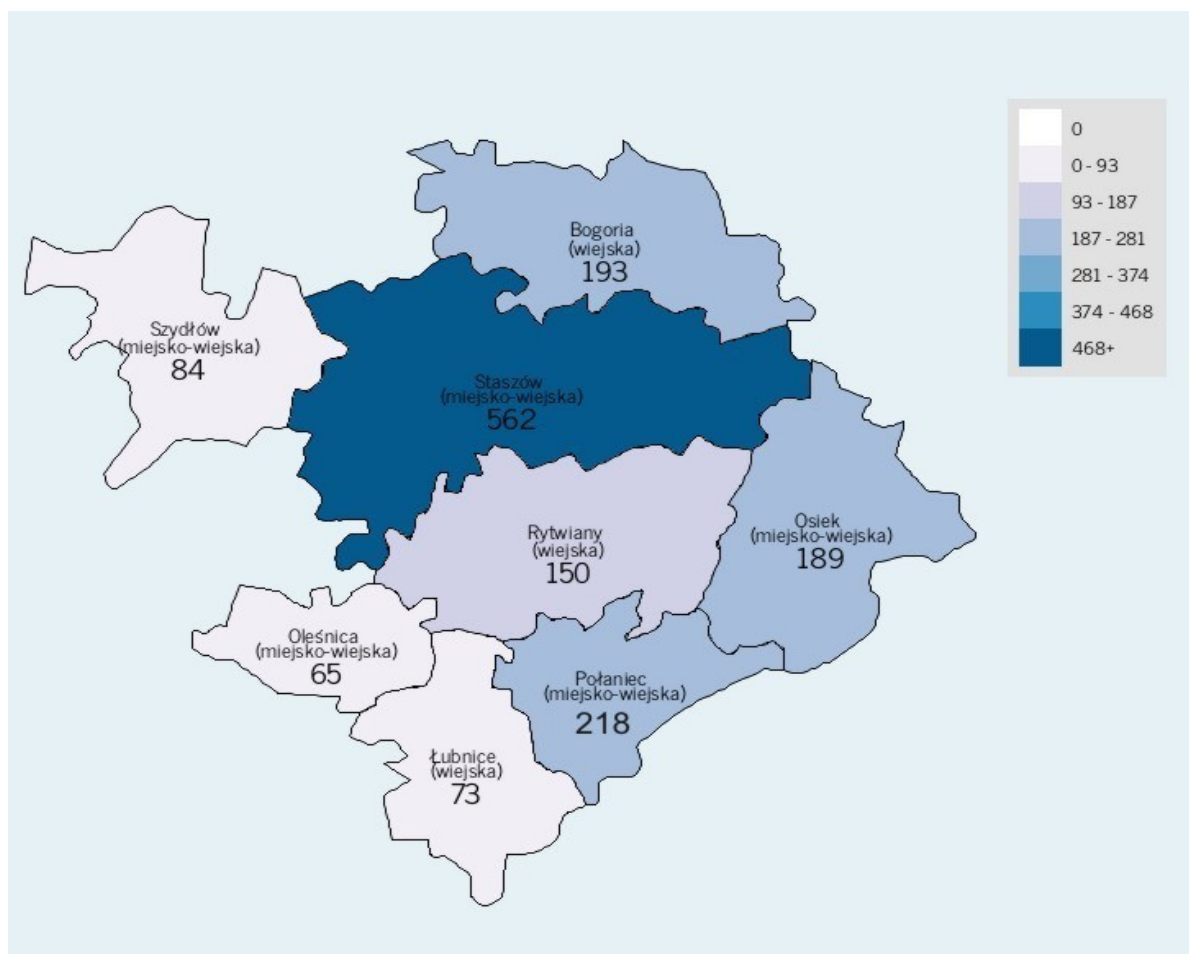 0
0 - 93
93 - 187
187 - 281
281 - 374
374 - 468
468+
Bogoria
(wiejska)
193
Szydłów
(miejsko-wiejska)
84
Staszów
(miejsko-wiejska)
562
Rytwiany
(wiejska)
150
Osiek
(miejsko-wiejska)
189
Oleśnica
(miejsko-wiejska)
65
Połaniec
(miejsko-wiejska)
218
Łubnice
(wiejska)
73